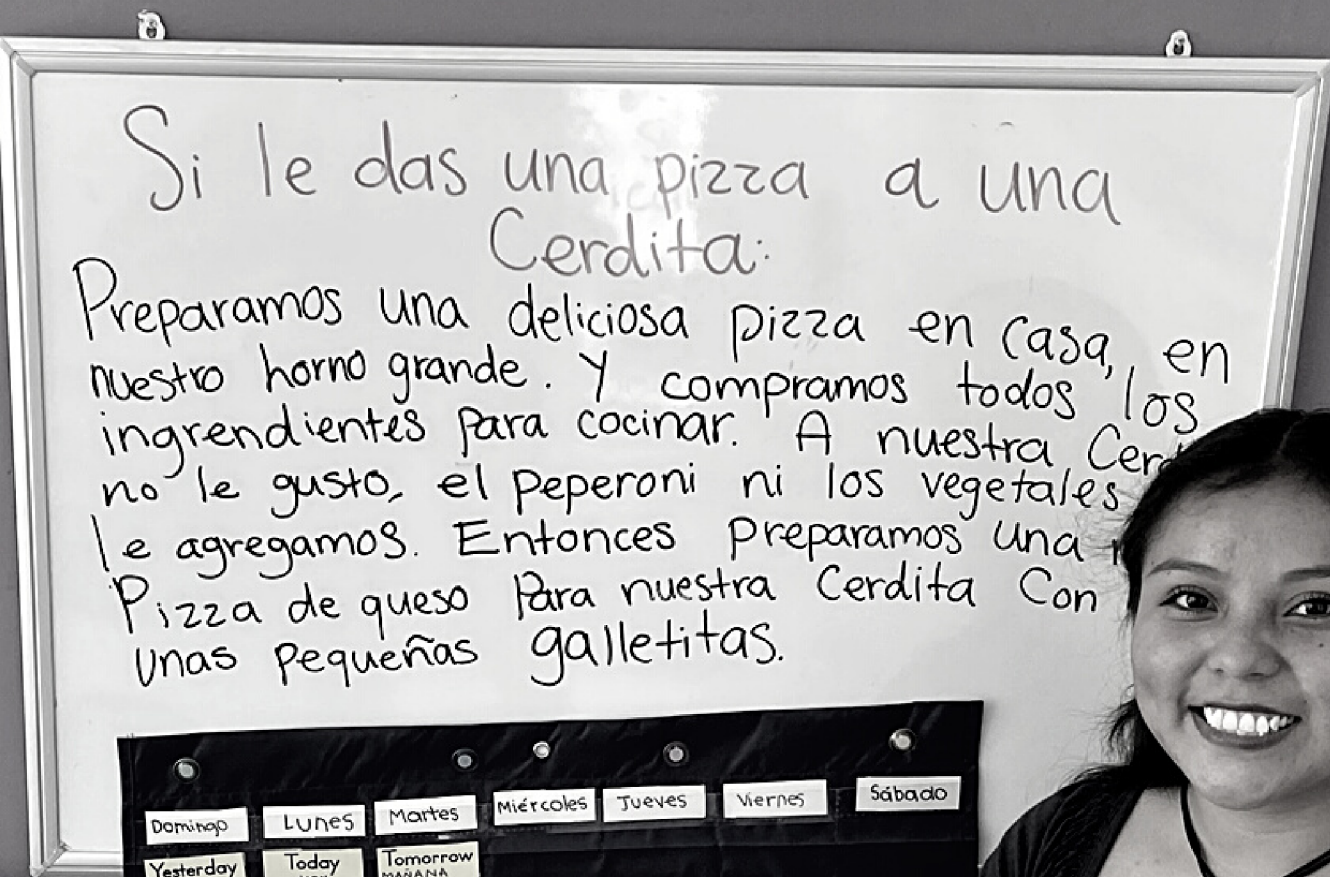 Si le das una pizza a una
Cerdita:
Preparamos una deliciosa pizza en casa, en
nuestro horno grande. Y compramos todos los
ingrendientes para cocinar. A nuestra
no le gusto, el peperoni ni los vegetales
le agregamos. Entonces preparamos una
Pizza de queso para nuestra Cerdita Con
unas pequeñas galletitas.
Domingo Lunes Martes Miércoles Jueves Viernes Sábado
Yesterday Today Tomorrow
MAÑANA